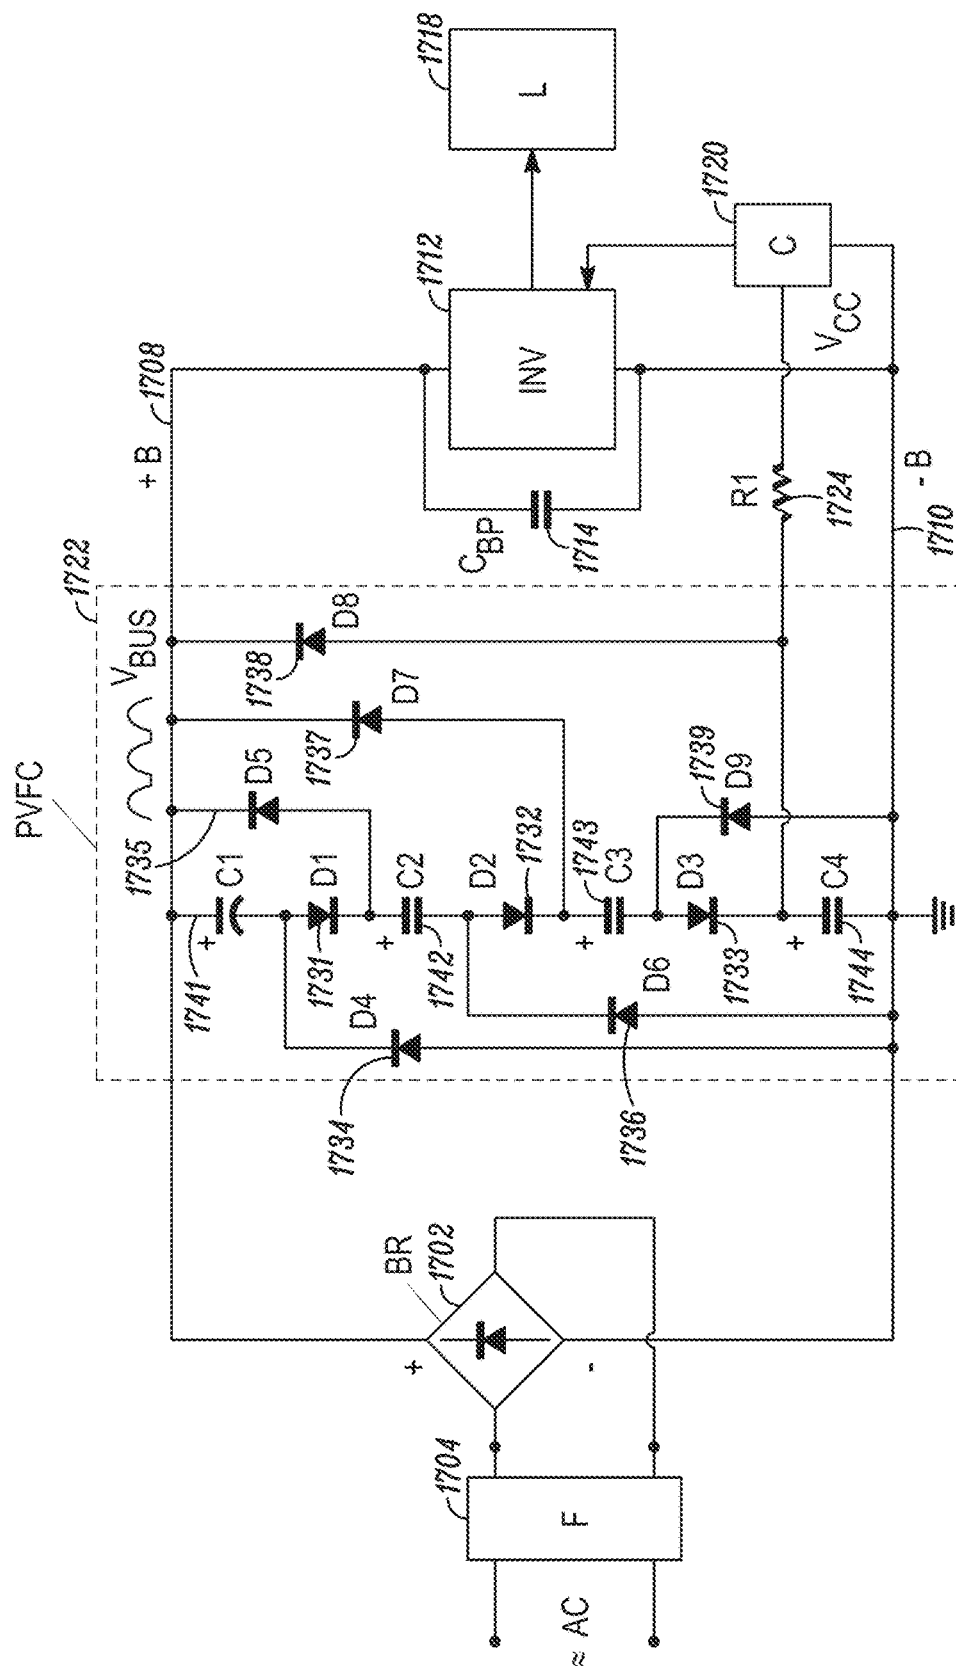 PVFC
1722
VBUS
+ B
1708
1735
D5
1738
D8
1737
D7
1741
+
C1
1731
D1
D4
1734
+
C2
1742
D2
1732
1743
+
C3
D6
1736
1739
D9
D3
1733
+
C4
1744
CBP
1714
INV
1712
L
1718
C
1720
VCC
R1
1724
- B
1710
BR
1702
+
-
1704
F
≈ AC